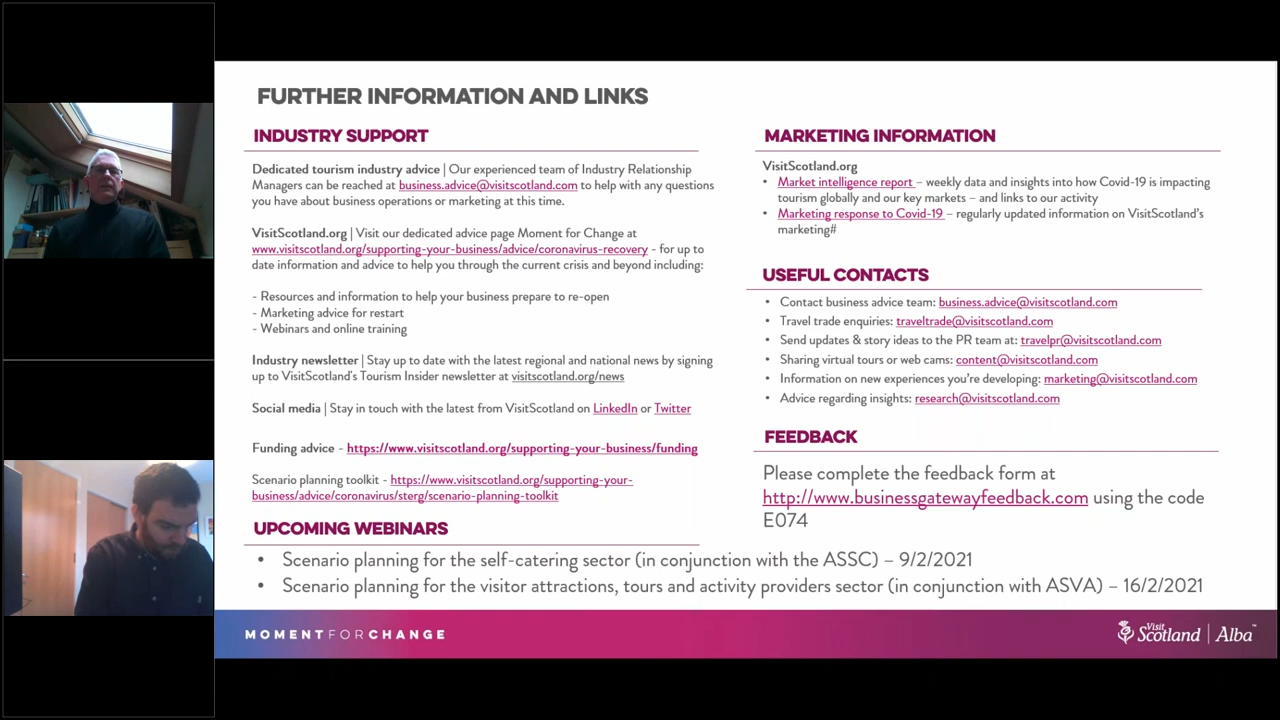 FURTHER INFORMATION AND LINKS
INDUSTRY SUPPORT
Dedicated tourism industry advice | Our experienced team of Industry Relationship
Managers can be reached at business.advice@visitscotland.com to help with any questions
you have about business operations or marketing at this time.
VisitScotland.org | Visit our dedicated advice page Moment for Change at
www.visitscotland.org/supporting-your-business/advice/coronavirus-recovery - for up to
date information and advice to help you through the current crisis and beyond including:
- Resources and information to help your business prepare to re-open
- Marketing advice for restart
- Webinars and online training
Industry newsletter | Stay up to date with the latest regional and national news by signing
up to VisitScotland's Tourism Insider newsletter at visitscotland.org/news
Social media | Stay in touch with the latest from VisitScotland on LinkedIn or Twitter
Funding advice - https://www.visitscotland.org/supporting-your-business/funding
Scenario planning toolkit - https://www.visitscotland.org/supporting-your-
business/advice/coronavirus/sterg/scenario-planning-toolkit
MARKETING INFORMATION
VisitScotland.org
• Market intelligence report – weekly data and insights into how Covid-19 is impacting
tourism globally and our key markets – and links to our activity
• Marketing response to Covid-19 – regularly updated information on VisitScotland's
marketing#
USEFUL CONTACTS
• Contact business advice team: business.advice@visitscotland.com
• Travel trade enquiries: traveltrade@visitscotland.com
• Send updates & story ideas to the PR team at: travelpr@visitscotland.com
• Sharing virtual tours or web cams: content@visitscotland.com
• Information on new experiences you're developing: marketing@visitscotland.com
• Advice regarding insights: research@visitscotland.com
FEEDBACK
Please complete the feedback form at
http://www.businessgatewayfeedback.com using the code
E074
UPCOMING WEBINARS
• Scenario planning for the self-catering sector (in conjunction with the ASSC) – 9/2/2021
• Scenario planning for the visitor attractions, tours and activity providers sector (in conjunction with ASVA) – 16/2/2021
MOMENTFORCHANGE
Visit Scotland | Alba™